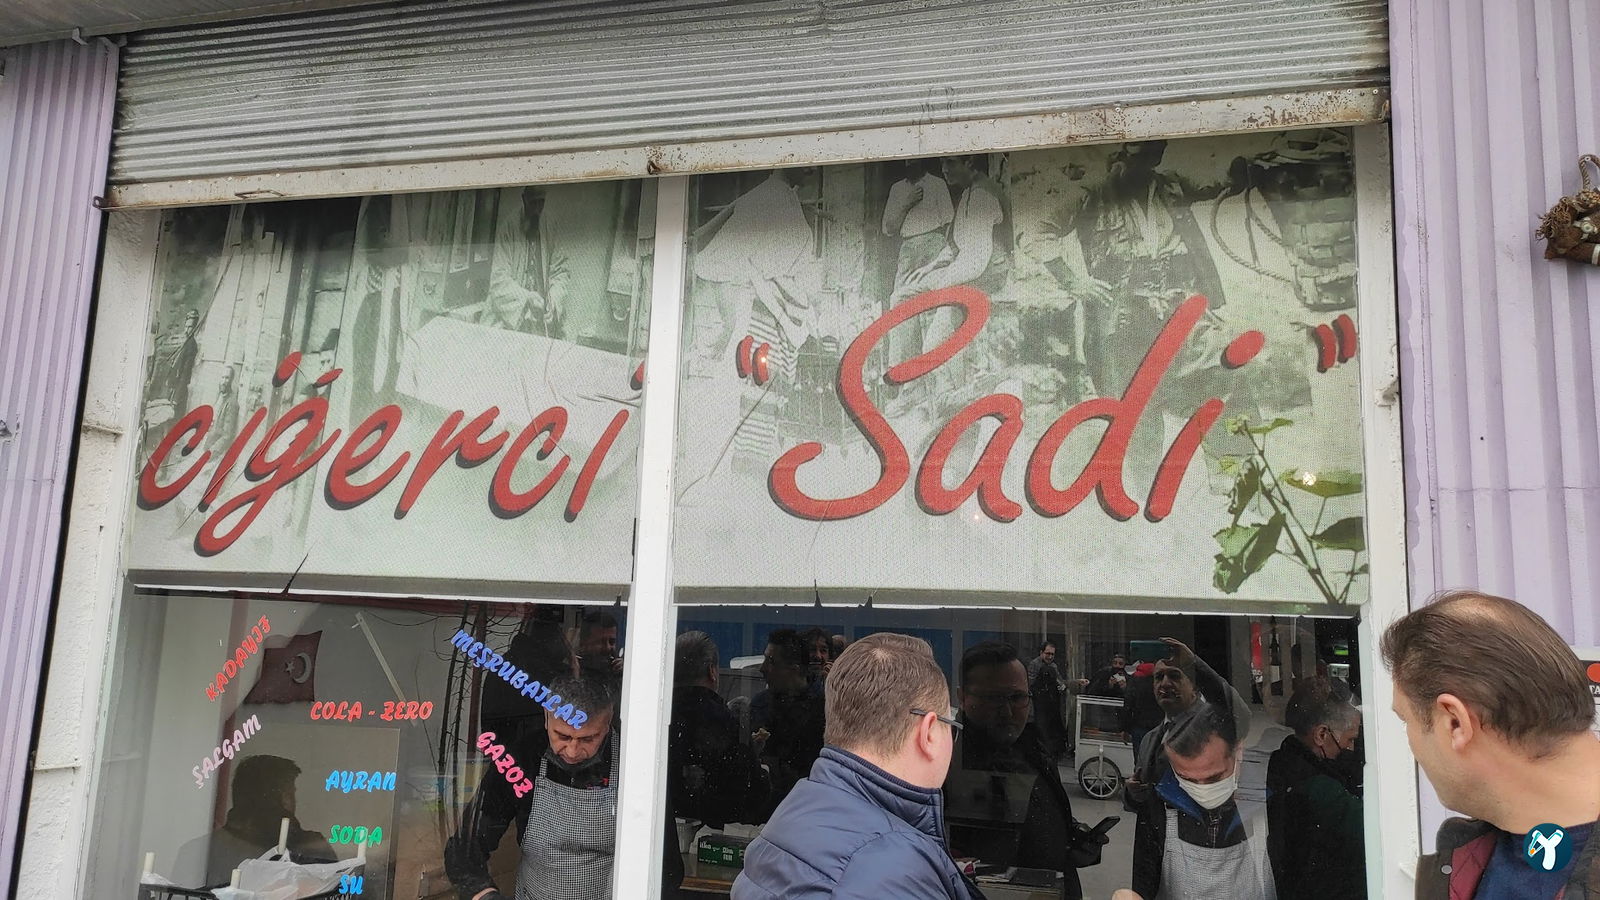 ciğerci "Sadi"
KADAYIF
MEŞRUBATLAR
COLA - ZERO
ŞALGAM
GAZOZ
AYRAN
SODA
SU